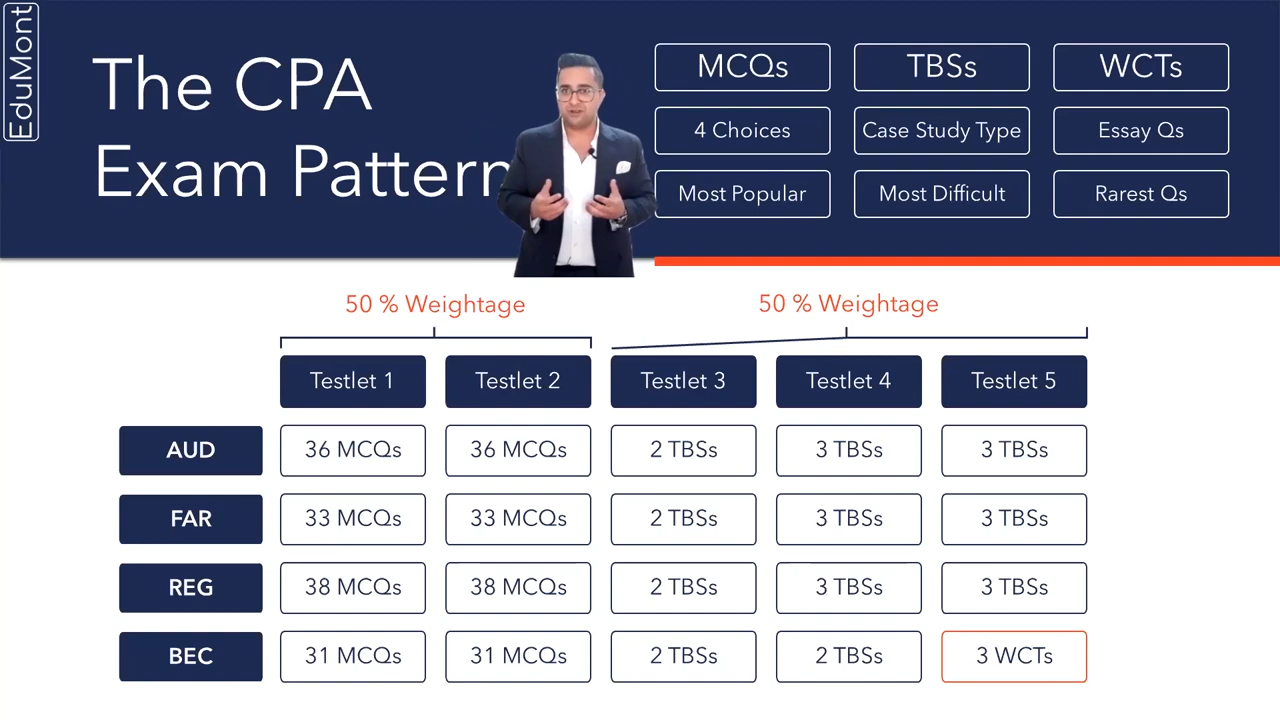 EduMont
The CPA
Exam Pattern
MCQs
TBSs
WCTs
4 Choices
Case Study Type
Essay Qs
Most Popular
Most Difficult
Rarest Qs
50 % Weightage
50 % Weightage
Testlet 1
Testlet 2
Testlet 3
Testlet 4
Testlet 5
AUD
36 MCQs
36 MCQs
2 TBSs
3 TBSs
3 TBSs
FAR
33 MCQs
33 MCQs
2 TBSs
3 TBSs
3 TBSs
REG
38 MCQs
38 MCQs
2 TBSs
3 TBSs
3 TBSs
BEC
31 MCQs
31 MCQs
2 TBSs
2 TBSs
3 WCTs